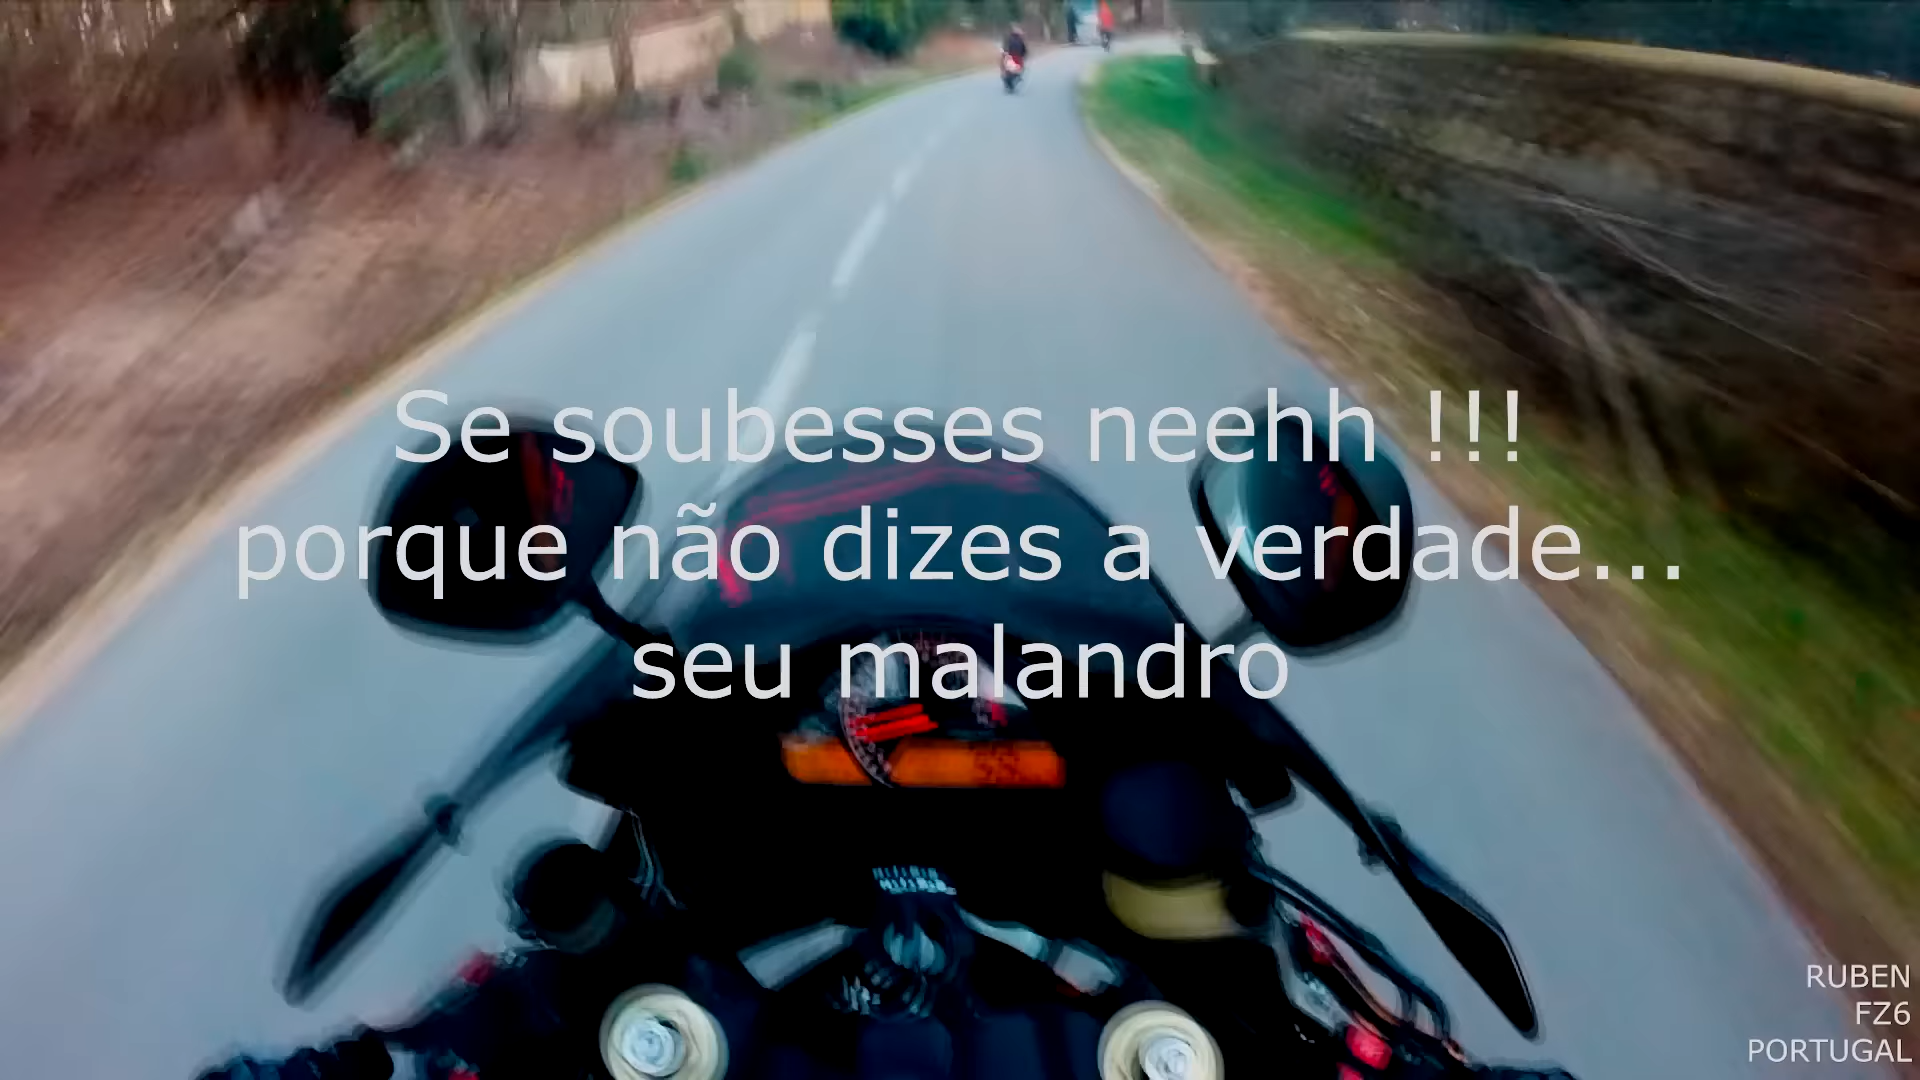 Se soubesses neehh !!!
porque não dizes a verdade...
seu malandro
RUBEN
FZ6
PORTUGAL